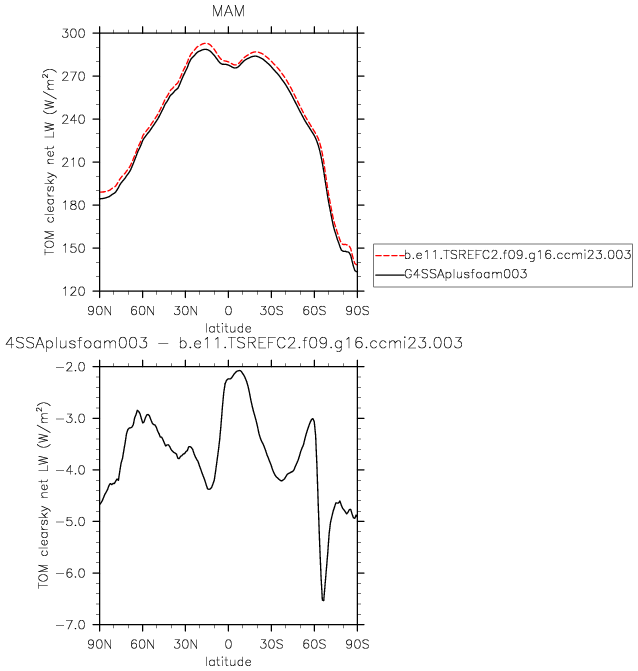 MAM
300
270
240
210
180
150
120
TOM clearsky net LW (W/m²)
90N 60N 30N 0 30S 60S 90S
latitude
b.e11.TSREFC2.f09.g16.ccmi23.003
G4SSAplusfoam003
4SSAplusfoam003 − b.e11.TSREFC2.f09.g16.ccmi23.003
−2.0
−3.0
−4.0
−5.0
−6.0
−7.0
TOM clearsky net LW (W/m²)
90N 60N 30N 0 30S 60S 90S
latitude